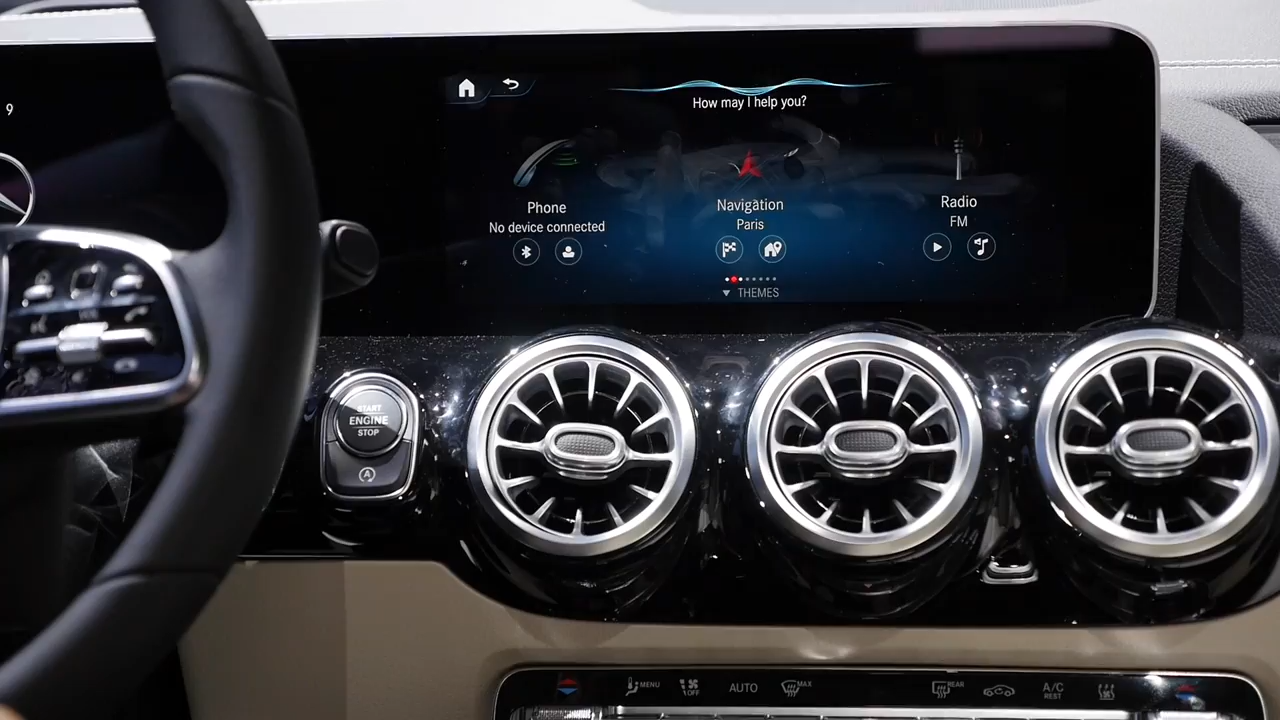 9
How may I help you?
Phone
No device connected
Navigation
Paris
Radio
FM
THEMES
START
ENGINE
STOP
A
MENU
OFF
AUTO
MAX
REAR
A/C
REST